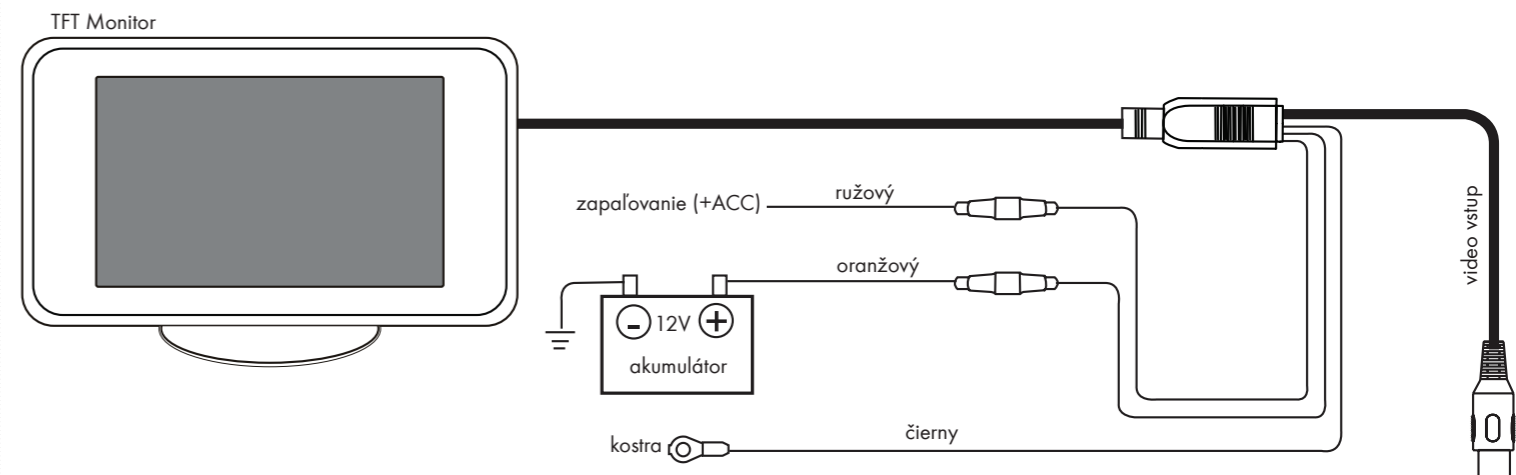 TFT Monitor
zapaľovanie (+ACC)
ružový
oranžový
- 12V +
akumulátor
kostra
čierny
video vstup